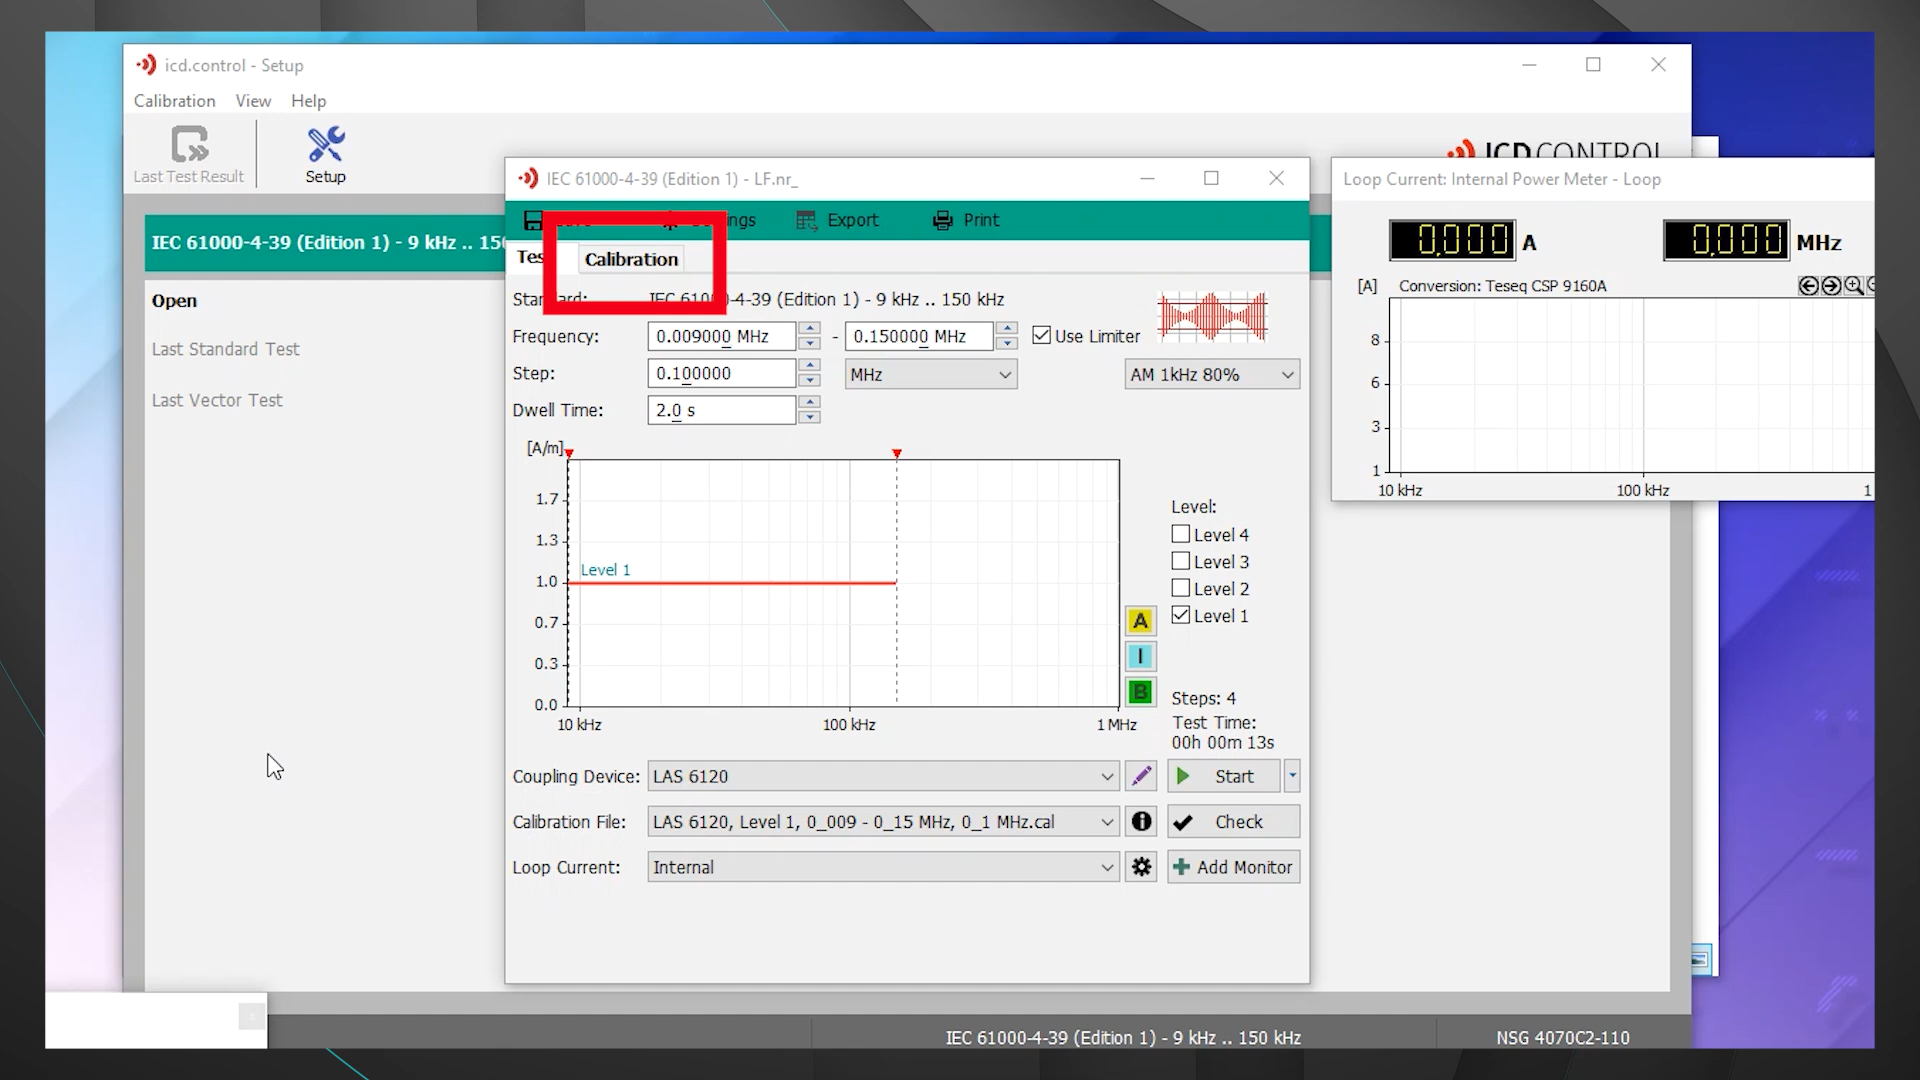 icd.control - Setup
Calibration View Help
Last Test Result
Setup
ICD.CONTROL
IEC 61000-4-39 (Edition 1) - 9 kHz .. 15
Open
Last Standard Test
Last Vector Test
IEC 61000-4-39 (Edition 1) - LF.nr_
Export Print
Calibration
Standard: IEC 61000-4-39 (Edition 1) - 9 kHz .. 150 kHz
Frequency: 0.009000 MHz - 0.150000 MHz Use Limiter
Step: 0.100000 MHz AM 1kHz 80%
Dwell Time: 2.0 s
[A/m]
1.7
1.3
1.0
0.7
0.3
0.0
Level 1
10 kHz 100 kHz 1 MHz
A
I
B
Level:
Level 4
Level 3
Level 2
Level 1
Steps: 4
Test Time:
00h 00m 13s
Coupling Device: LAS 6120 Start
Calibration File: LAS 6120, Level 1, 0_009 - 0_15 MHz, 0_1 MHz.cal Check
Loop Current: Internal Add Monitor
Loop Current: Internal Power Meter - Loop
0,000 A 0,000 MHz
[A] Conversion: Teseq CSP 9160A
8
6
3
1
10 kHz 100 kHz 1
IEC 61000-4-39 (Edition 1) - 9 kHz .. 150 kHz NSG 4070C2-110